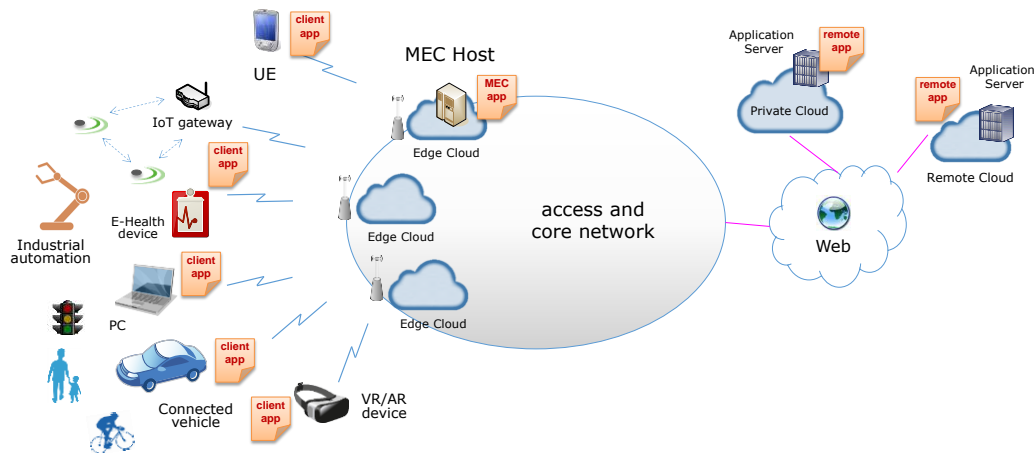 client
app
UE
MEC Host
MEC
app
Edge Cloud
IoT gateway
client
app
E-Health
device
Industrial
automation
Edge Cloud
access and
core network
client
app
PC
Edge Cloud
client
app
Connected
vehicle
client
app
VR/AR
device
Application
Server
remote
app
Private Cloud
remote
app
Application
Server
Remote Cloud
Web